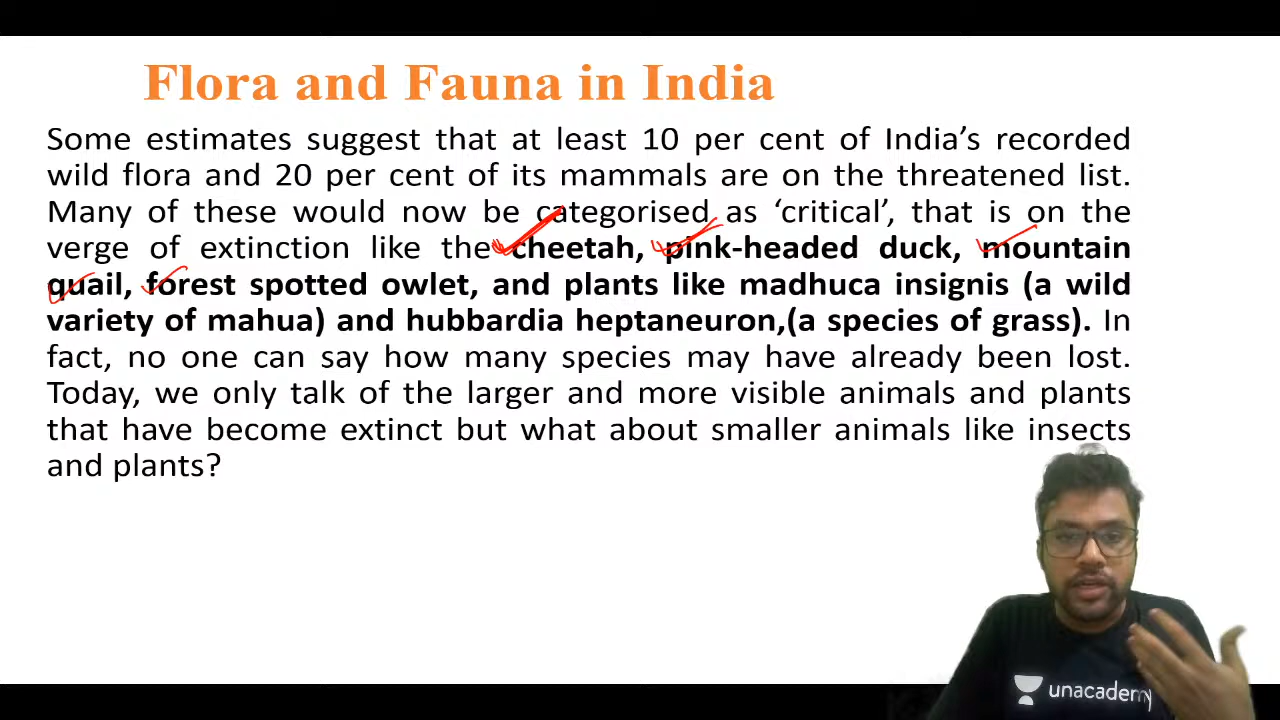 Flora and Fauna in India
Some estimates suggest that at least 10 per cent of India's recorded
wild flora and 20 per cent of its mammals are on the threatened list.
Many of these would now be categorised as ‘critical’, that is on the
verge of extinction like the cheetah, pink-headed duck, mountain
quail, forest spotted owlet, and plants like madhuca insignis (a wild
variety of mahua) and hubbardia heptaneuron,(a species of grass). In
fact, no one can say how many species may have already been lost.
Today, we only talk of the larger and more visible animals and plants
that have become extinct but what about smaller animals like insects
and plants?
unacademy